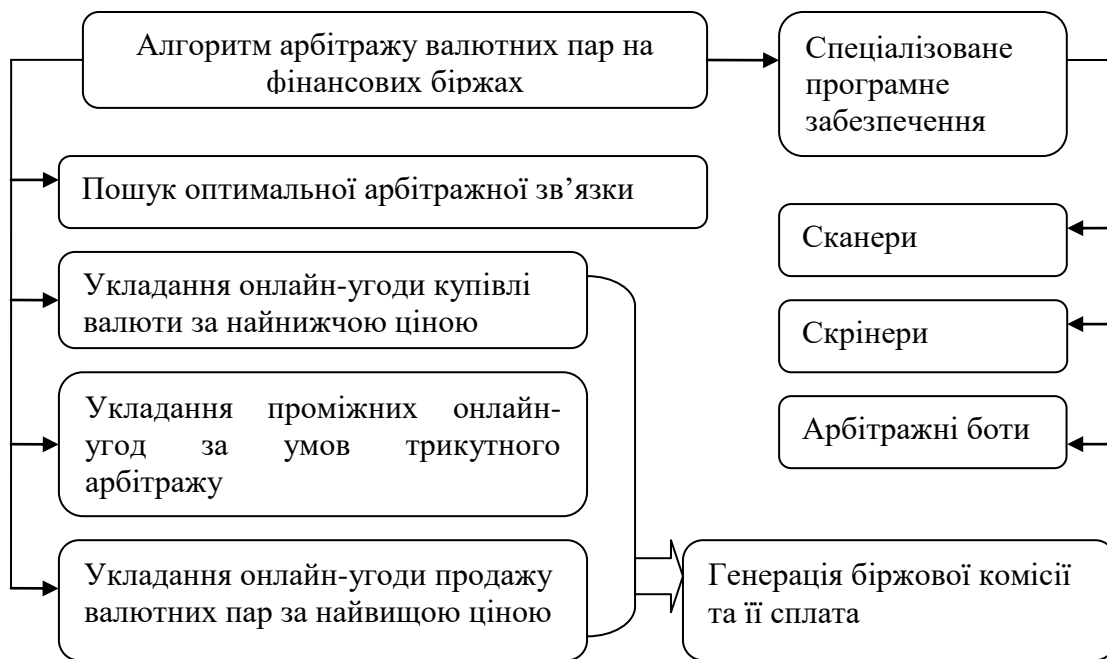 Алгоритм арбітражу валютних пар на
фінансових біржах
Спеціалізоване
програмне
забезпечення
Пошук оптимальної арбітражної зв’язки
Сканери
Укладання онлайн-угоди купівлі
валюти за найнижчою ціною
Скрінери
Укладання проміжних онлайн-
угод за умов трикутного
арбітражу
Арбітражні боти
Укладання онлайн-угоди продажу
валютних пар за найвищою ціною
Генерація біржової комісії
та її сплата